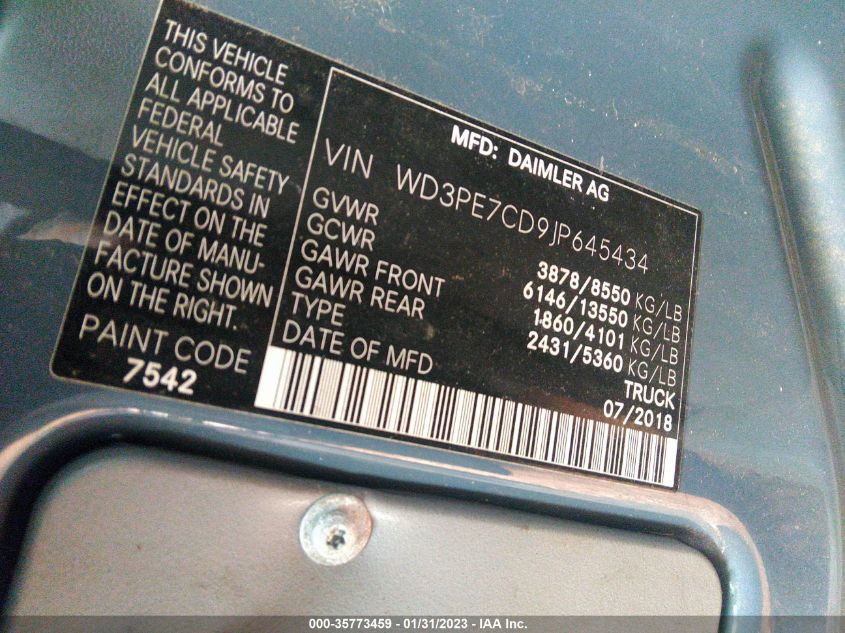 THIS VEHICLE
CONFORMS TO
ALL APPLICABLE
FEDERAL
VEHICLE SAFETY
STANDARDS IN
EFFECT ON THE
DATE OF MANU-
FACTURE SHOWN
ON THE RIGHT.
PAINT CODE
7542
MFD: DAIMLER AG
VIN WD3PE7CD9JP645434
GVWR 3878/8550 KG/LB
GCWR 6146/13550 KG/LB
GAWR FRONT 1860/4101 KG/LB
GAWR REAR 2431/5360 KG/LB
TYPE TRUCK
DATE OF MFD 07/2018
000-35773459 - 01/31/2023 - IAA Inc.